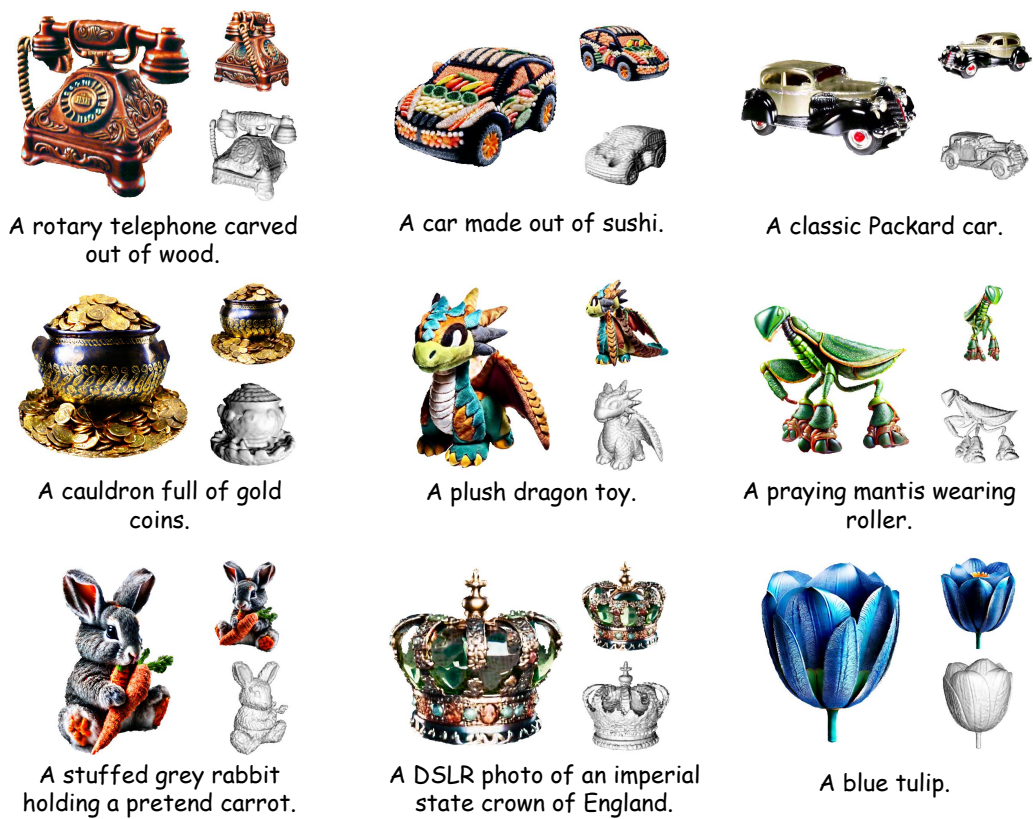 A rotary telephone carved
out of wood.
A car made out of sushi.
A classic Packard car.
A cauldron full of gold
coins.
A plush dragon toy.
A praying mantis wearing
roller.
A stuffed grey rabbit
holding a pretend carrot.
A DSLR photo of an imperial
state crown of England.
A blue tulip.